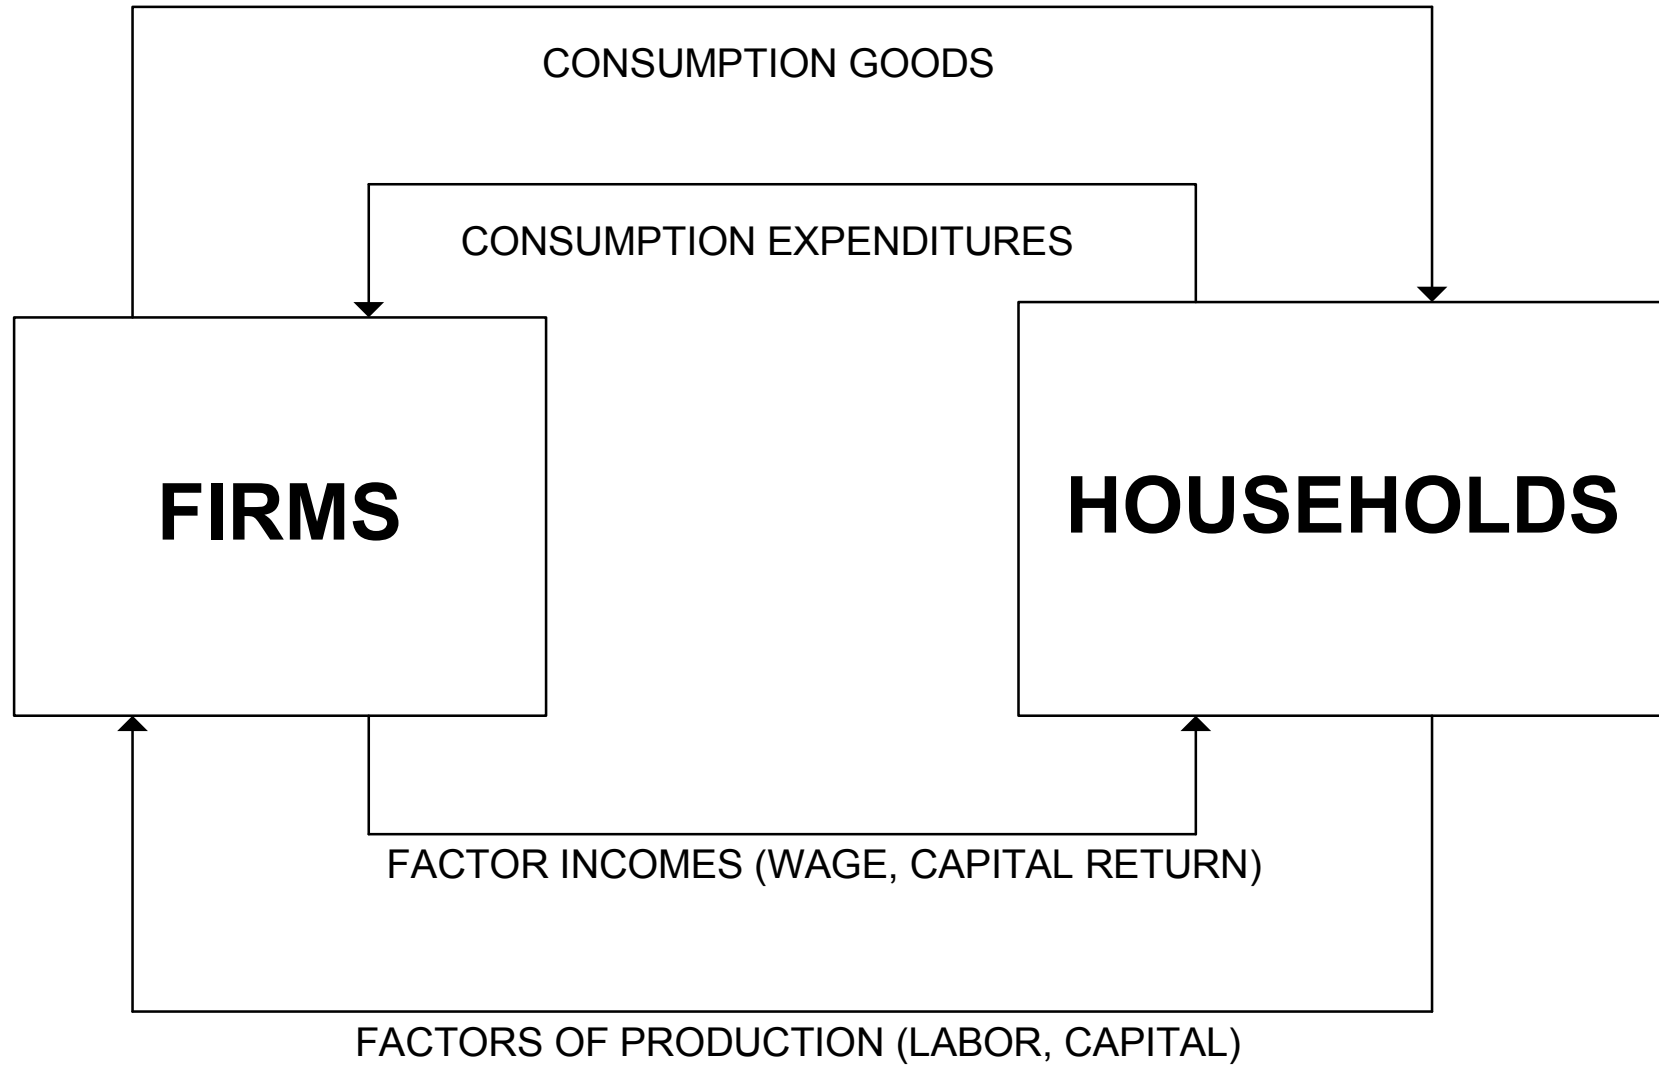 CONSUMPTION GOODS
CONSUMPTION EXPENDITURES
FIRMS
HOUSEHOLDS
FACTOR INCOMES (WAGE, CAPITAL RETURN)
FACTORS OF PRODUCTION (LABOR, CAPITAL)